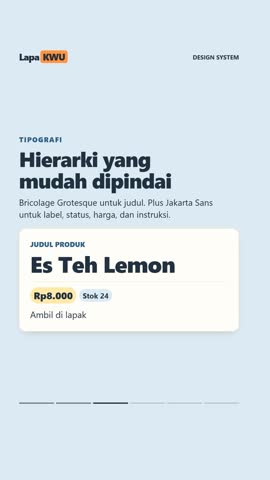 Lapa KWU
DESIGN SYSTEM
TIPOGRAFI
Hierarki yang
mudah dipindai
Bricolage Grotesque untuk judul. Plus Jakarta Sans
untuk label, status, harga, dan instruksi.
JUDUL PRODUK
Es Teh Lemon
Rp8.000 Stok 24
Ambil di lapak